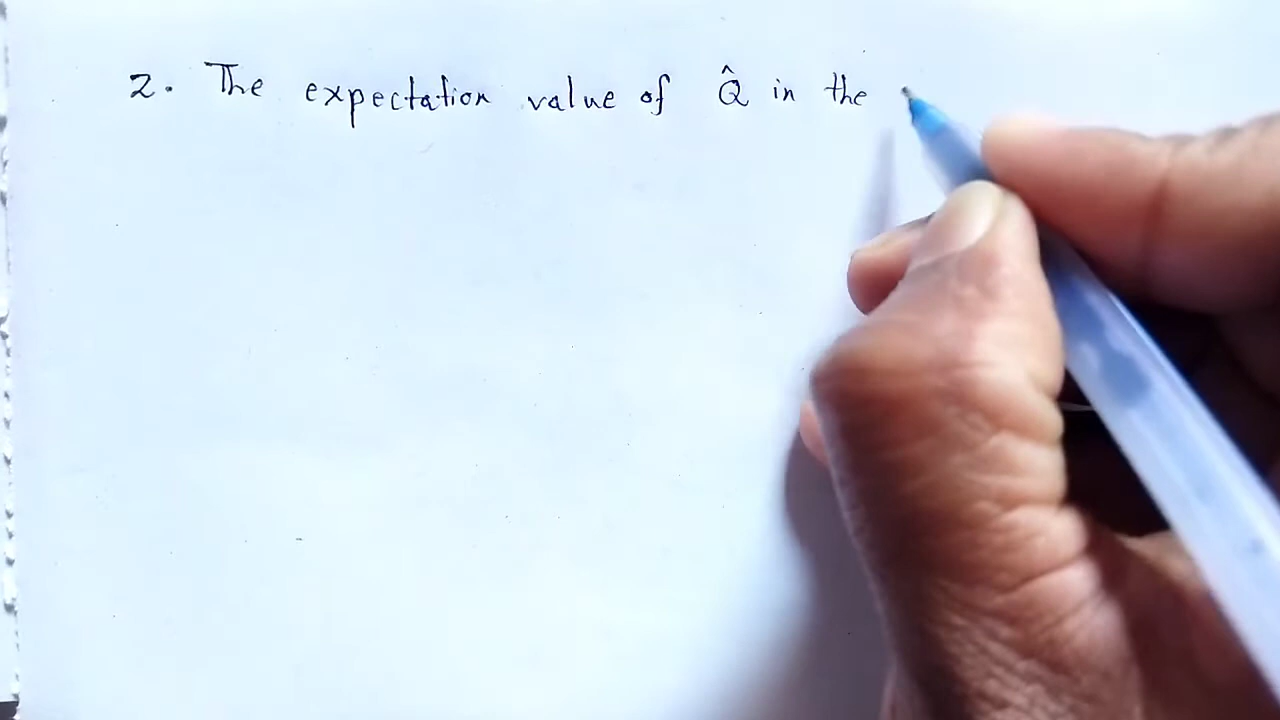 2. The expectation value of Q̂ in the